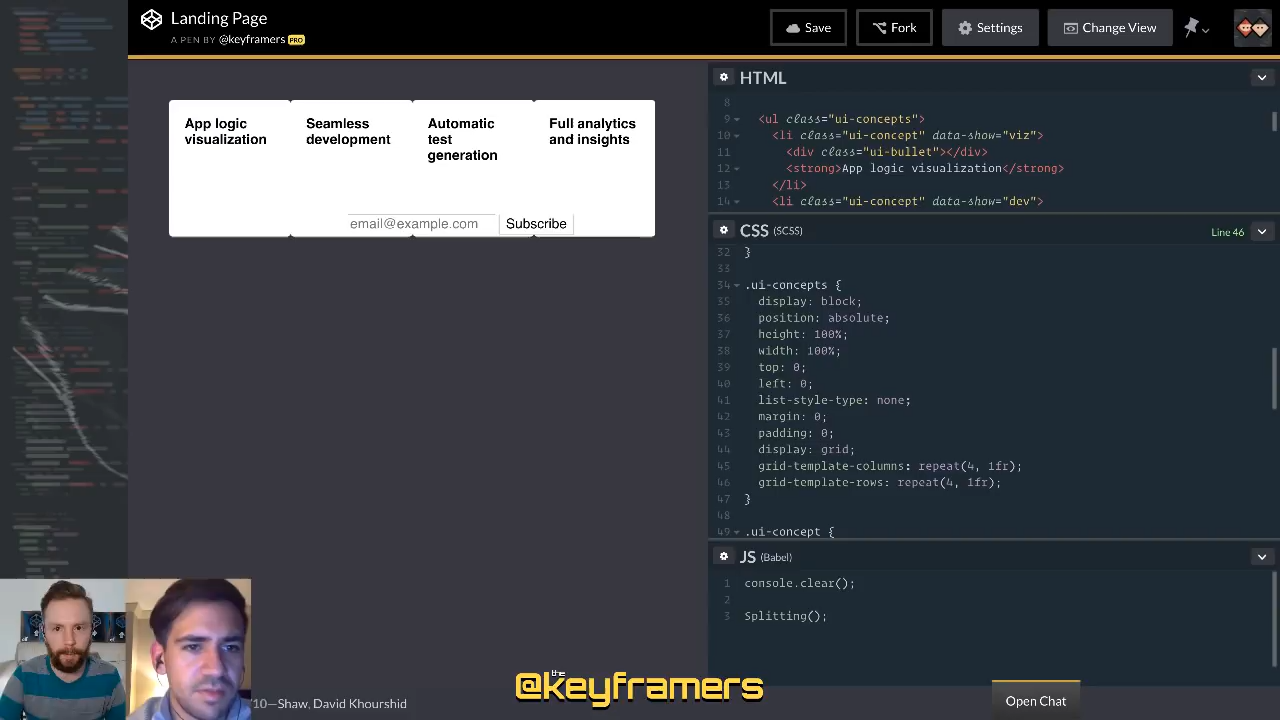 Landing Page
A PEN BY @keyframers PRO
Save
Fork
Settings
Change View
App logic
visualization
Seamless
development
Automatic
test
generation
Full analytics
and insights
email@example.com
Subscribe
HTML
8
9 <ul class="ui-concepts">
10 <li class="ui-concept" data-show="viz">
11 <div class="ui-bullet"></div>
12 <strong>App logic visualization</strong>
13 </li>
14 <li class="ui-concept" data-show="dev">
CSS (SCSS)
Line 46
32 }
33
34 .ui-concepts {
35 display: block;
36 position: absolute;
37 height: 100%;
38 width: 100%;
39 top: 0;
40 left: 0;
41 list-style-type: none;
42 margin: 0;
43 padding: 0;
44 display: grid;
45 grid-template-columns: repeat(4, 1fr);
46 grid-template-rows: repeat(4, 1fr);
47 }
48
49 .ui-concept {
JS (Babel)
1 console.clear();
2
3 Splitting();
/10—Shaw, David Khourshid
@the keyframers
Open Chat